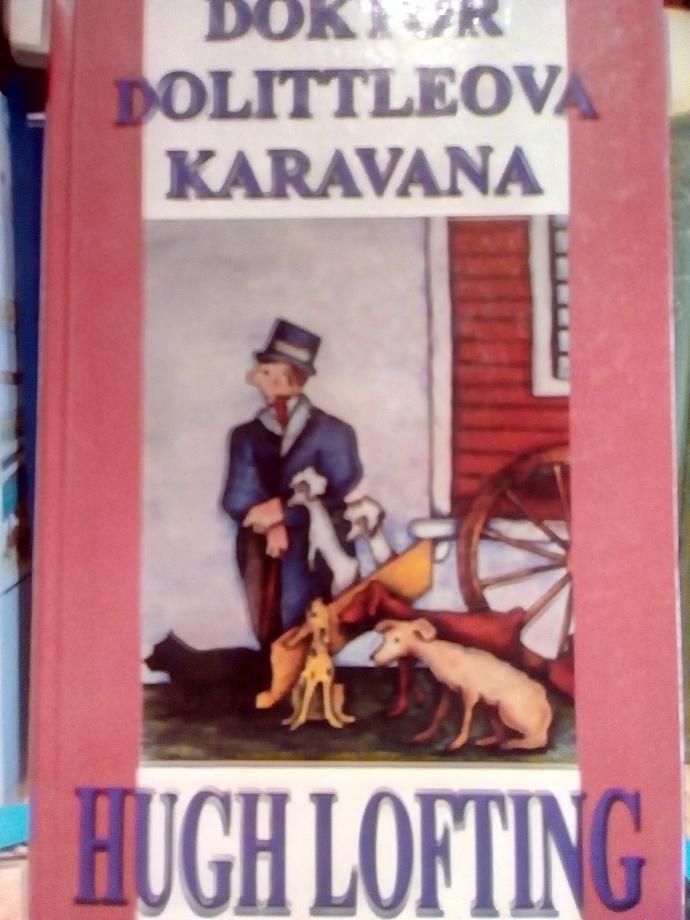 DOKTOR
DOLITTLEOVA
KARAVANA
HUGH LOFTING